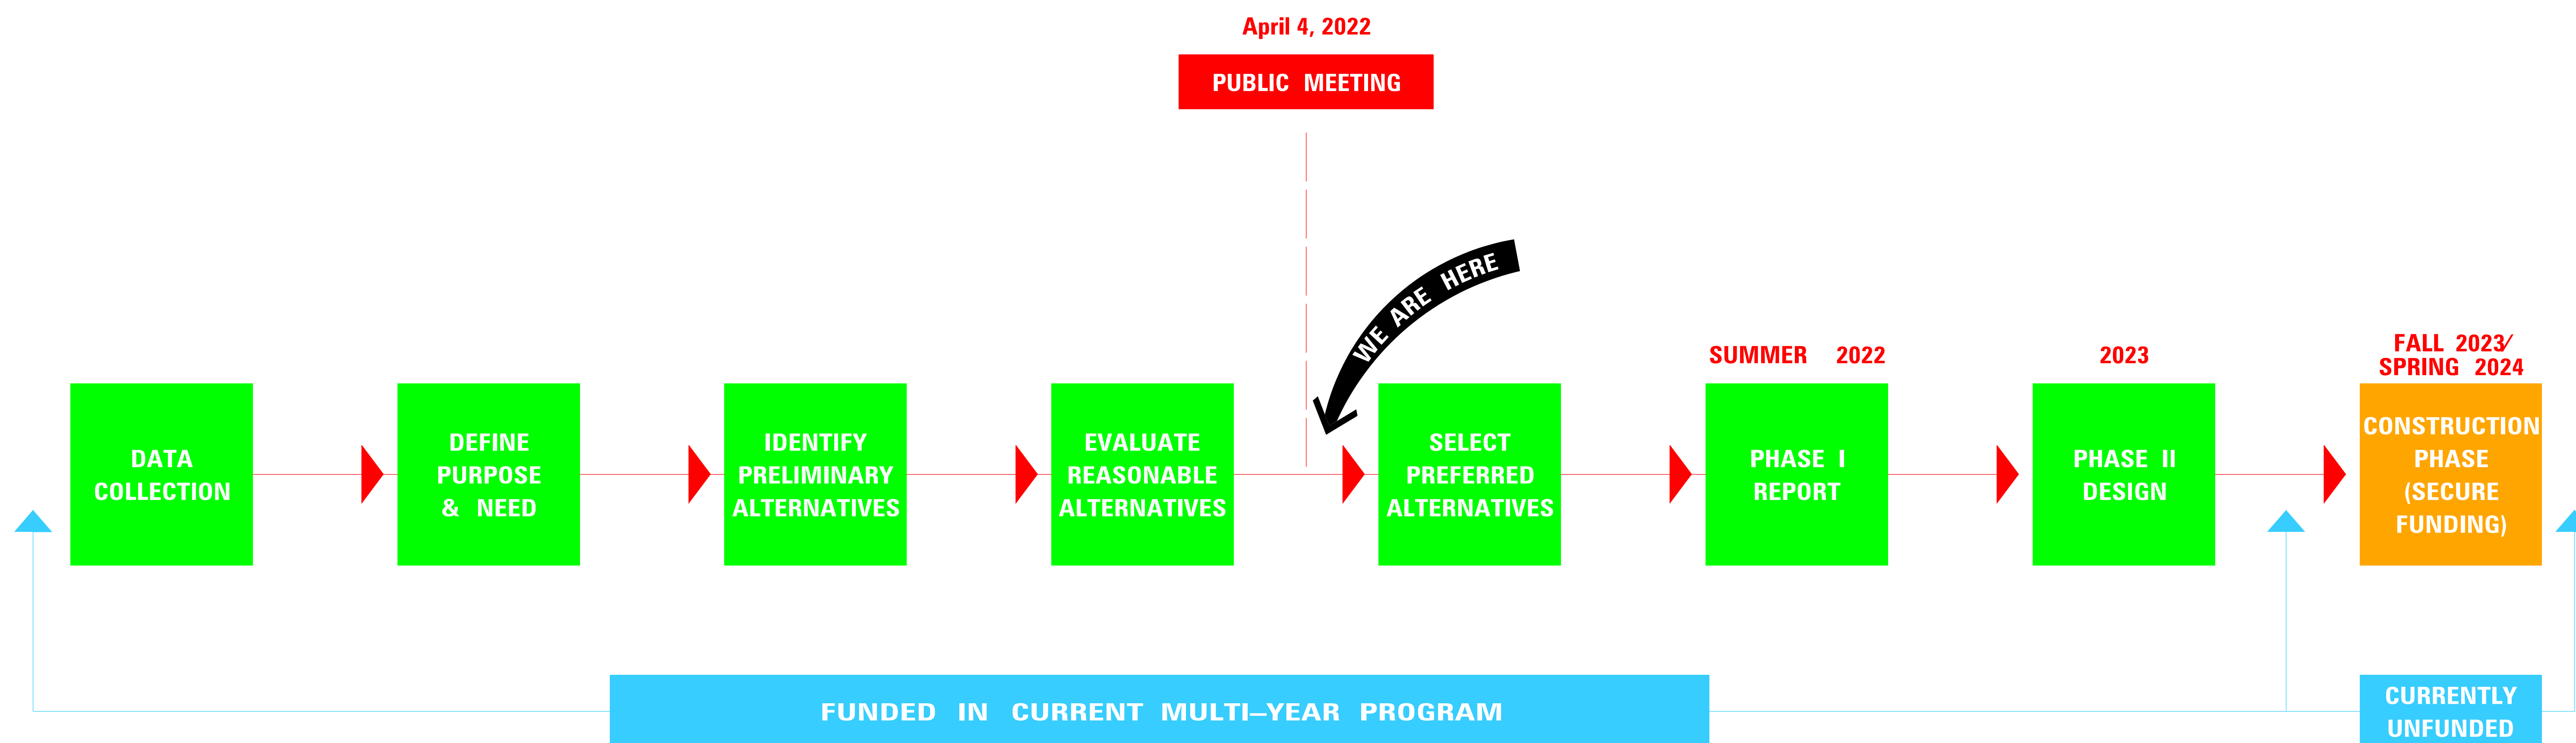 April 4, 2022
PUBLIC MEETING
WE ARE HERE
SUMMER 2022
2023
FALL 2023/
SPRING 2024
DATA
COLLECTION
DEFINE
PURPOSE
& NEED
IDENTIFY
PRELIMINARY
ALTERNATIVES
EVALUATE
REASONABLE
ALTERNATIVES
SELECT
PREFERRED
ALTERNATIVES
PHASE I
REPORT
PHASE II
DESIGN
CONSTRUCTION
PHASE
(SECURE
FUNDING)
FUNDED IN CURRENT MULTI–YEAR PROGRAM
CURRENTLY
UNFUNDED